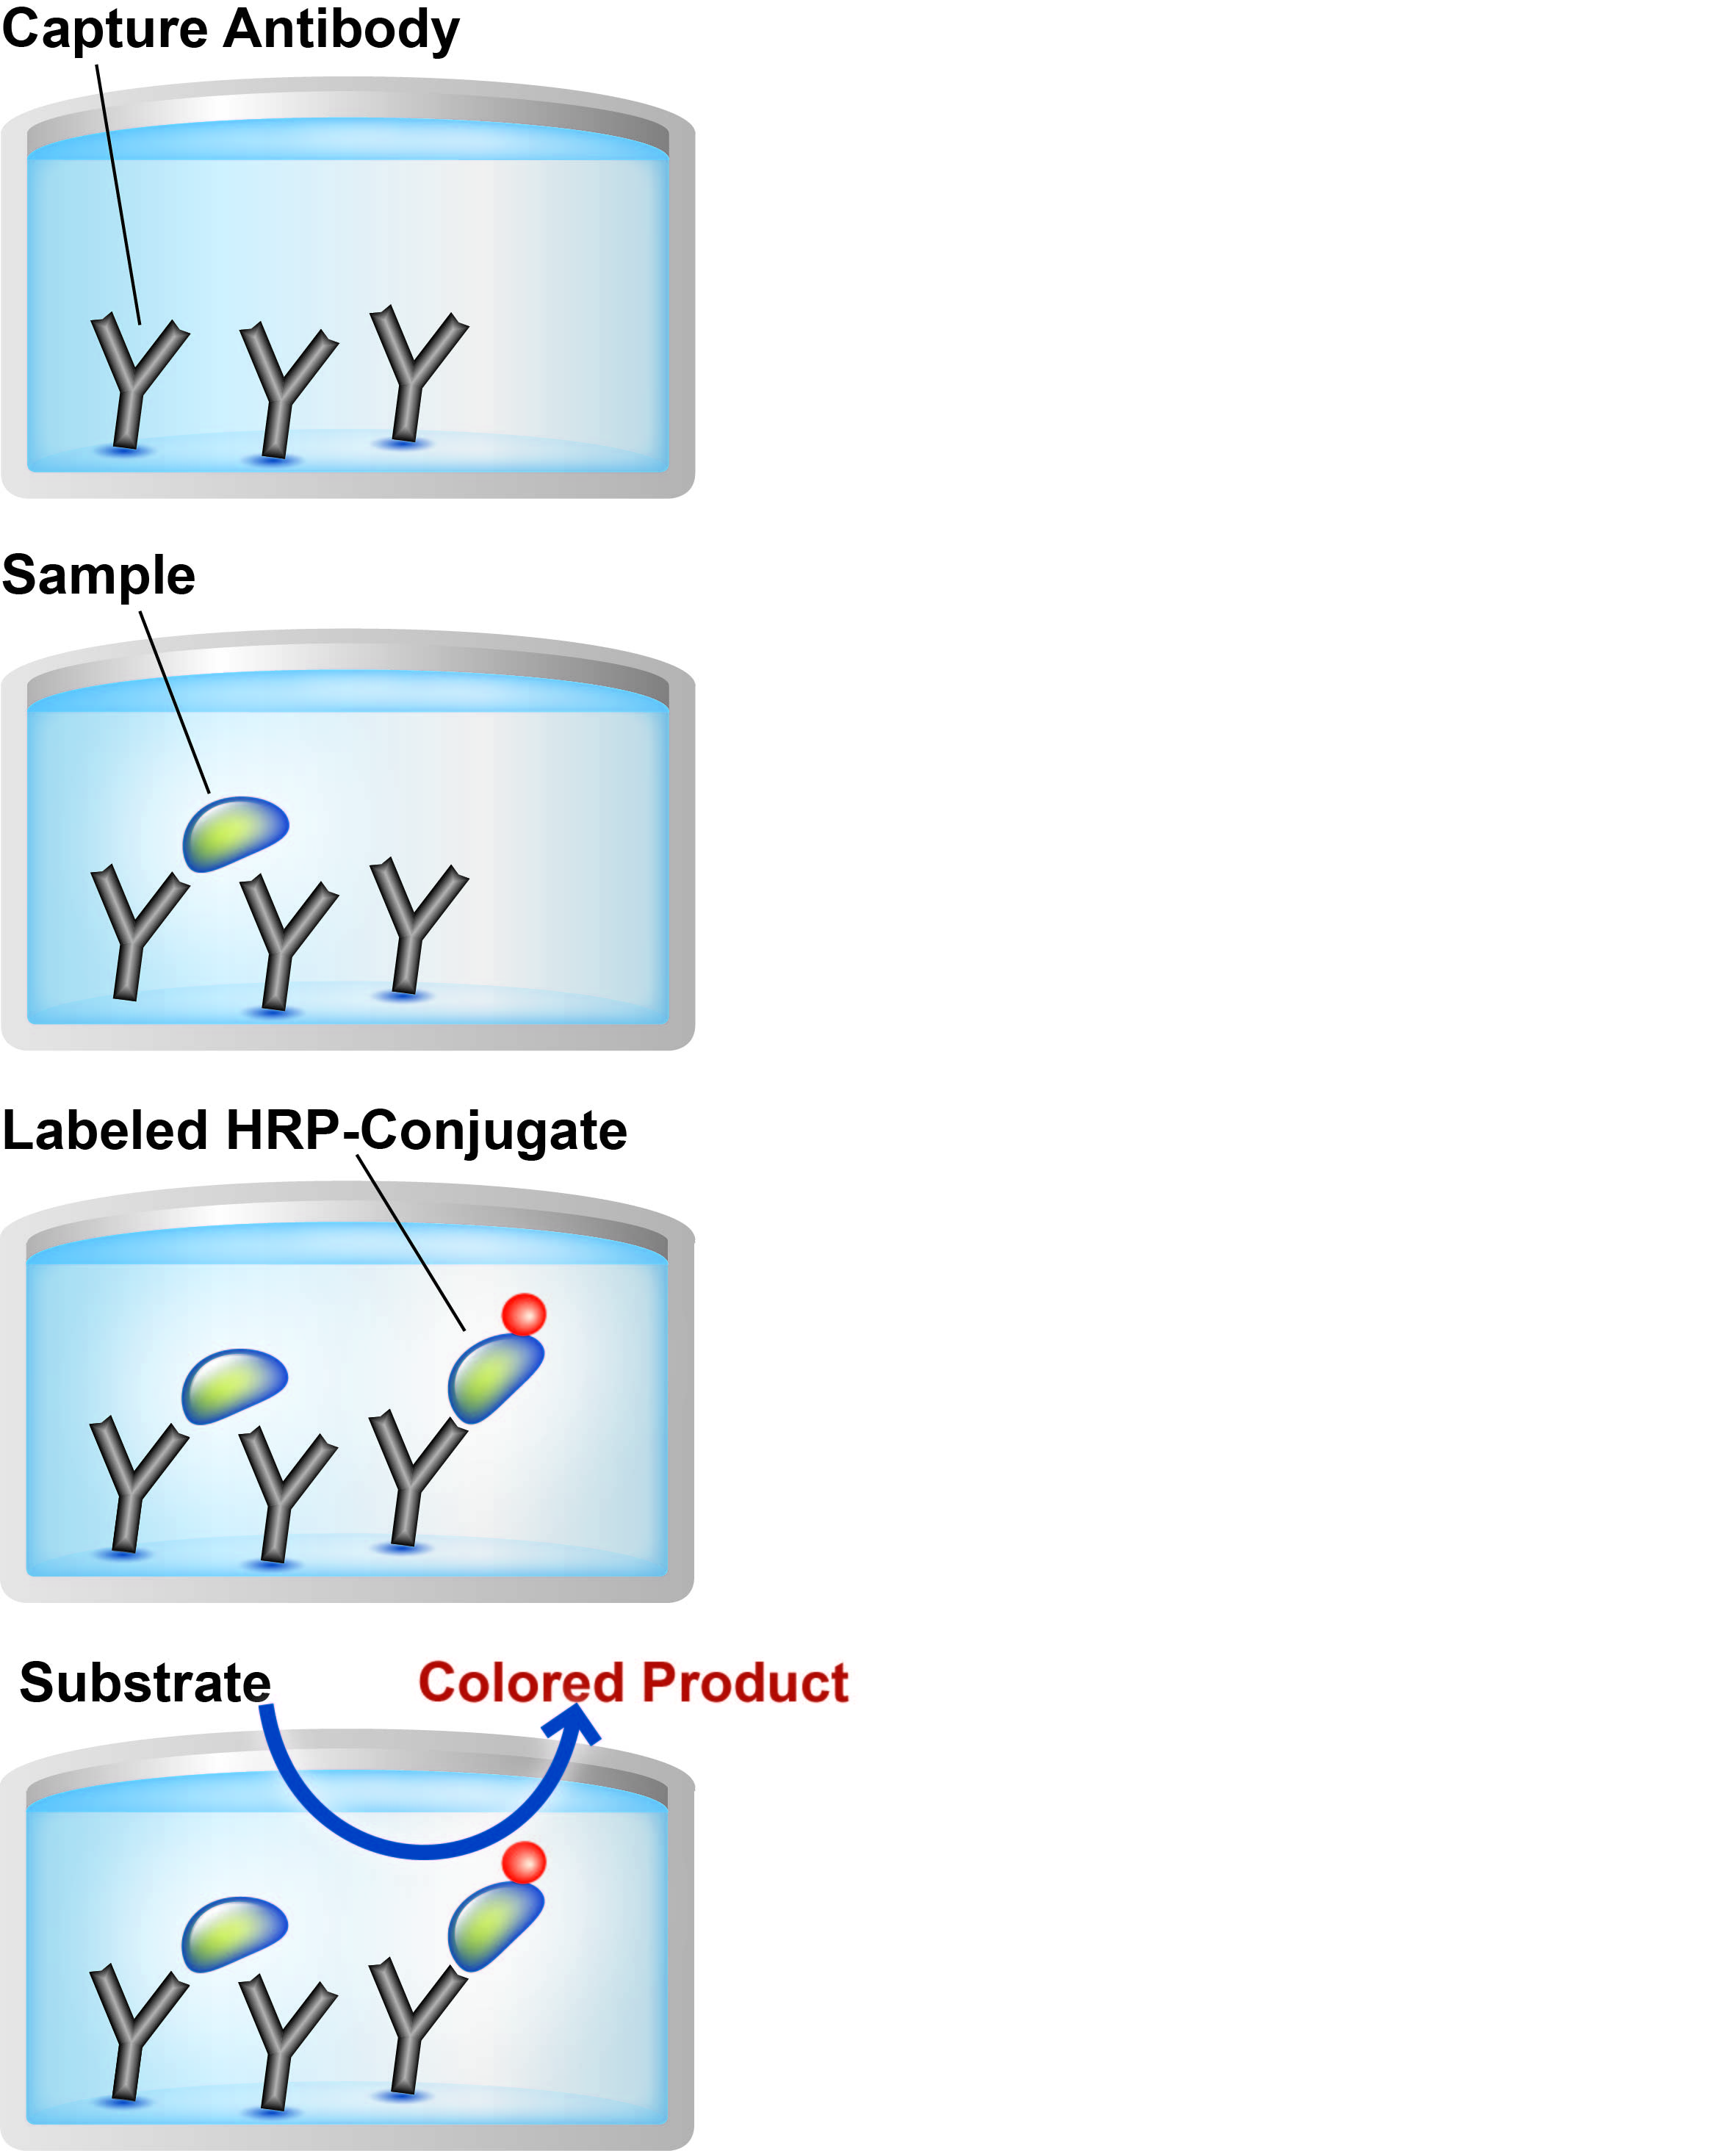 Capture Antibody
Sample
Labeled HRP-Conjugate
Substrate Colored Product